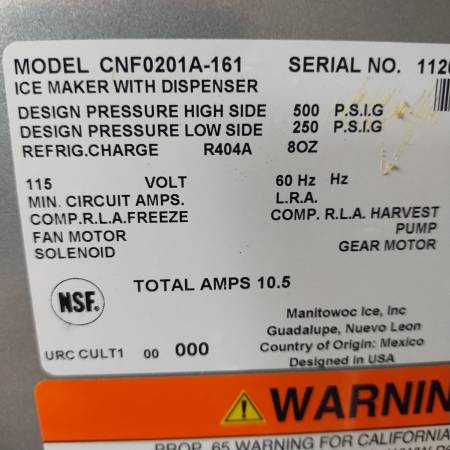 MODEL CNF0201A-161 SERIAL NO. 1120
ICE MAKER WITH DISPENSER
DESIGN PRESSURE HIGH SIDE 500 P.S.I.G
DESIGN PRESSURE LOW SIDE 250 P.S.I.G
REFRIG.CHARGE R404A 8OZ
115 VOLT 60 Hz Hz
MIN. CIRCUIT AMPS. L.R.A.
COMP.R.L.A.FREEZE COMP. R.L.A. HARVEST
FAN MOTOR PUMP
SOLENOID GEAR MOTOR
TOTAL AMPS 10.5
NSF.
Manitowoc Ice, Inc
Guadalupe, Nuevo Leon
Country of Origin: Mexico
Designed in USA
URC CULT1 00 000
WARNIN
PROP. 65 WARNING FOR CALIFORNIA